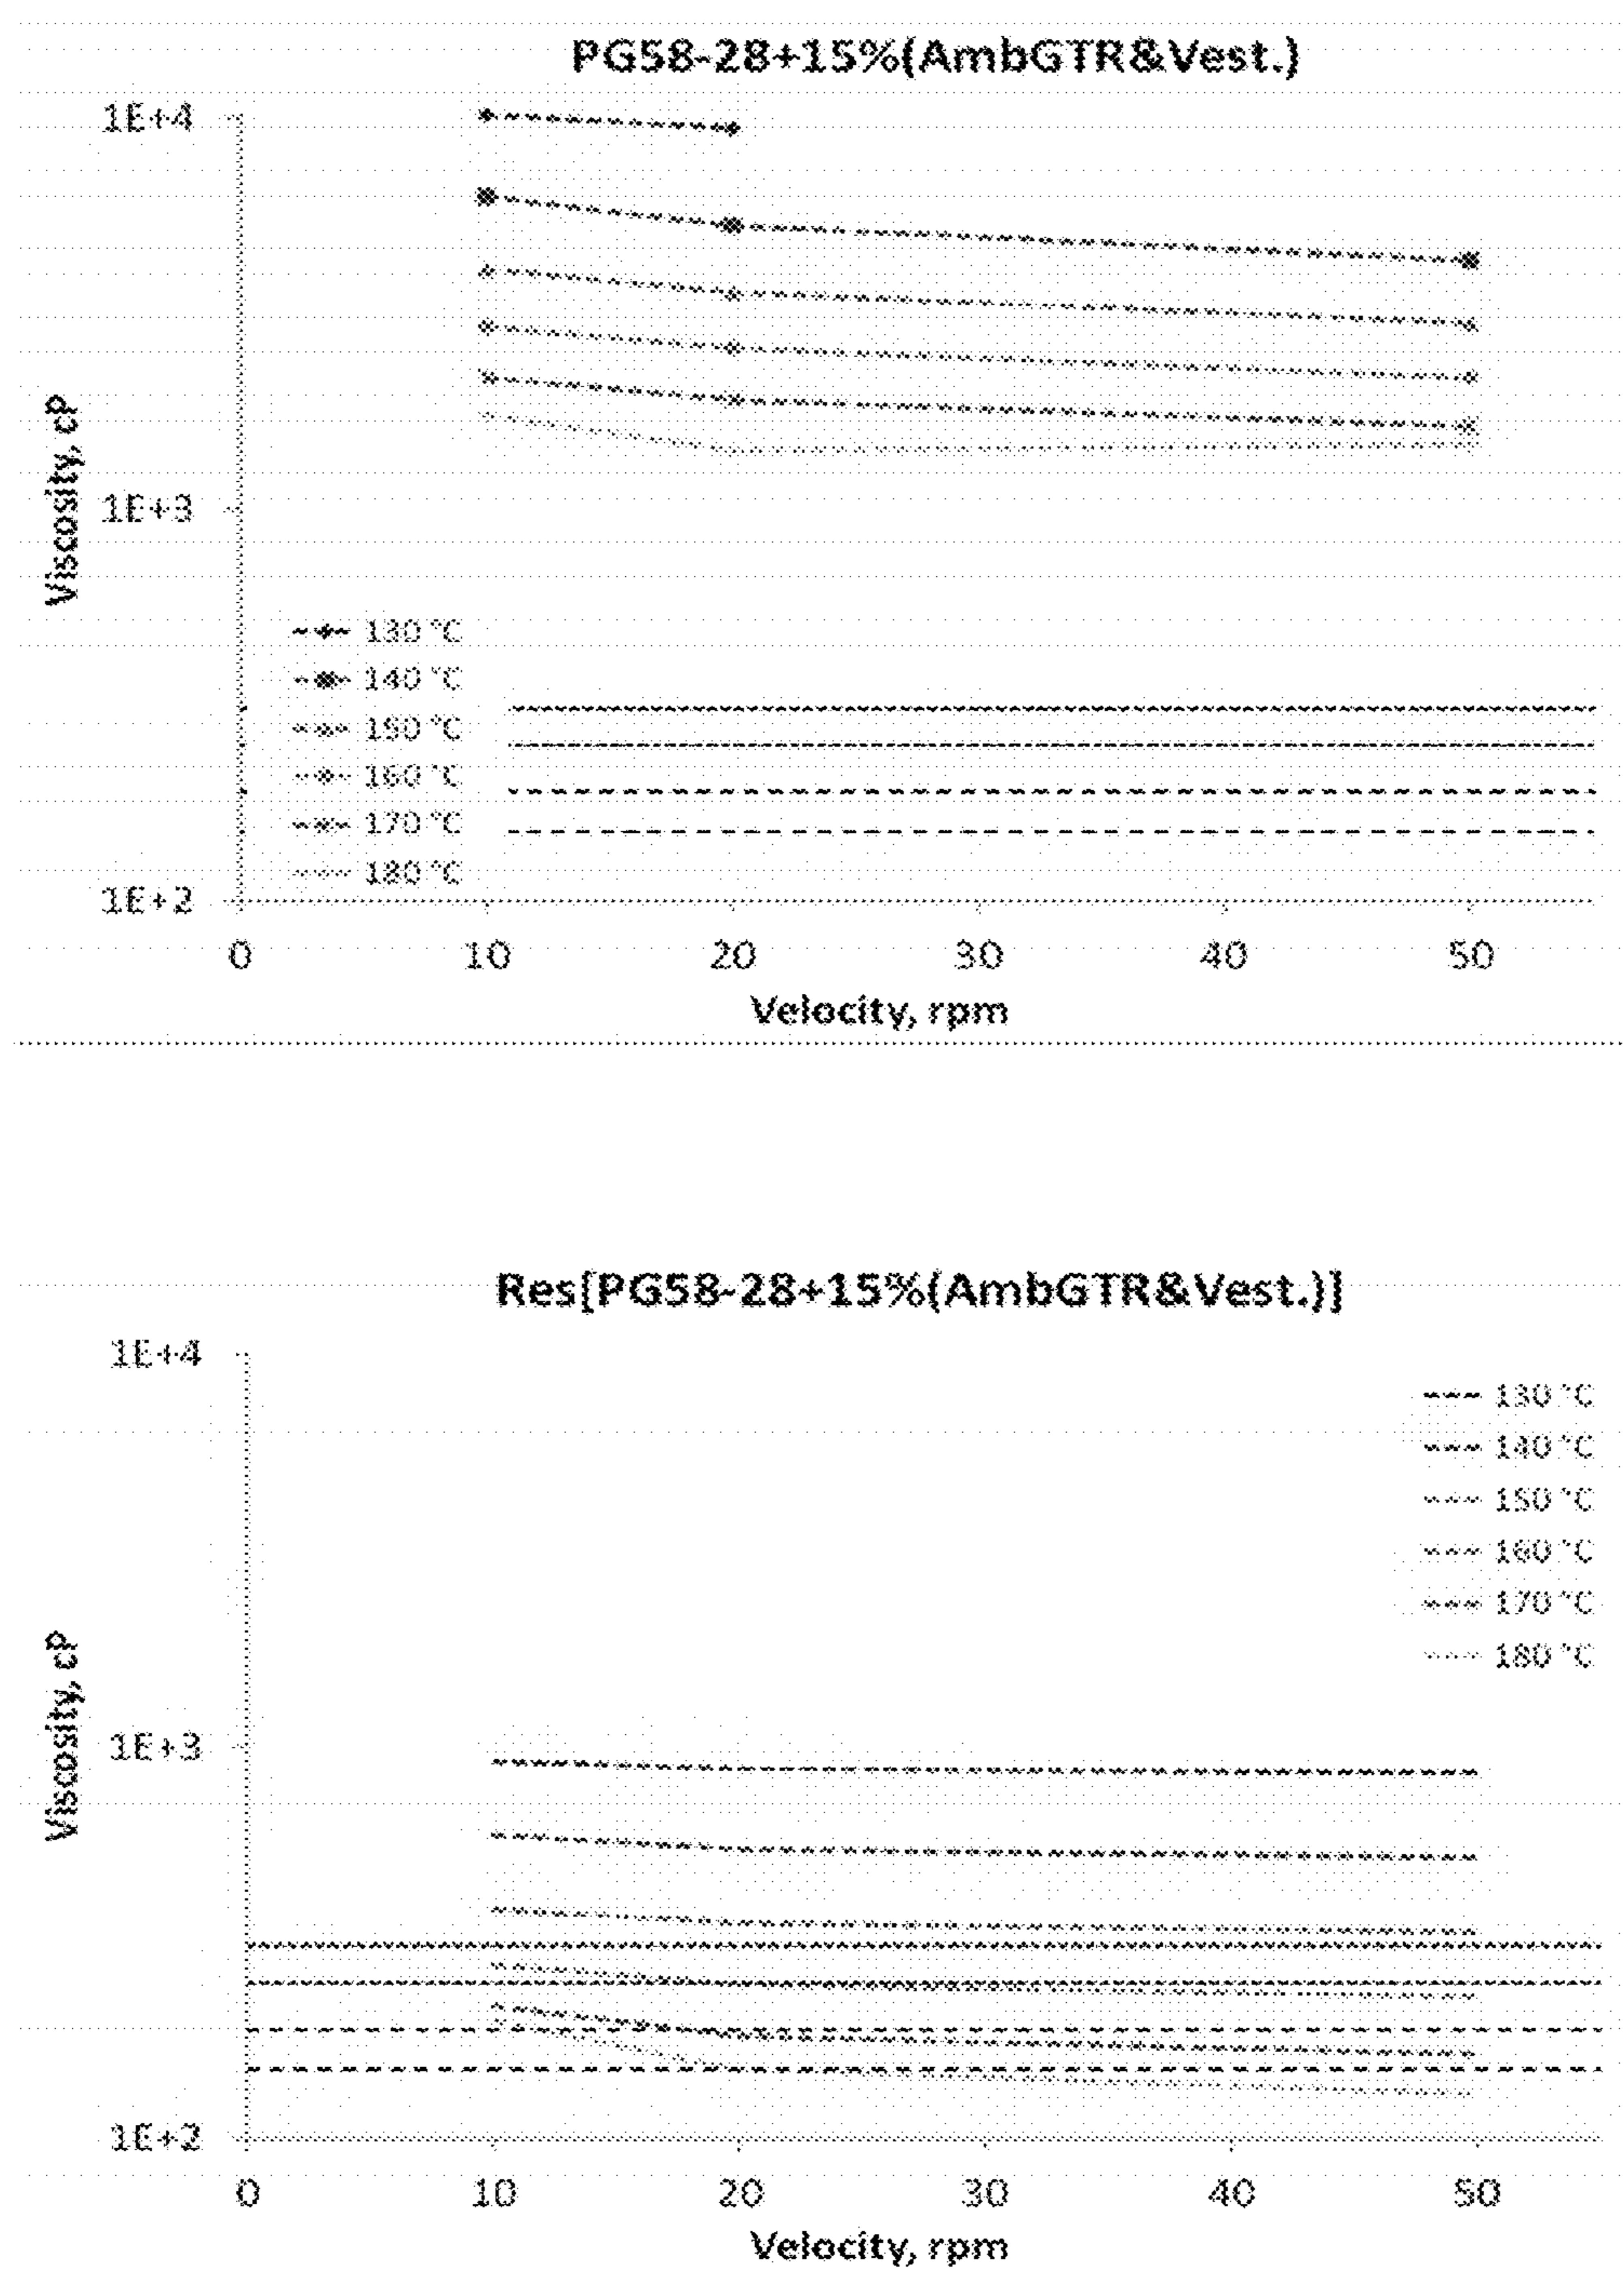 PG58-28+15%(AmbGTR&Vest.)
1E+4
1E+3
1E+2
Viscosity, cP
130 °C
140 °C
150 °C
160 °C
170 °C
180 °C
0 10 20 30 40 50
Velocity, rpm
Res[PG58-28+15%(AmbGTR&Vest.)]
1E+4
1E+3
1E+2
Viscosity, cP
130 °C
140 °C
150 °C
160 °C
170 °C
180 °C
0 10 20 30 40 50
Velocity, rpm